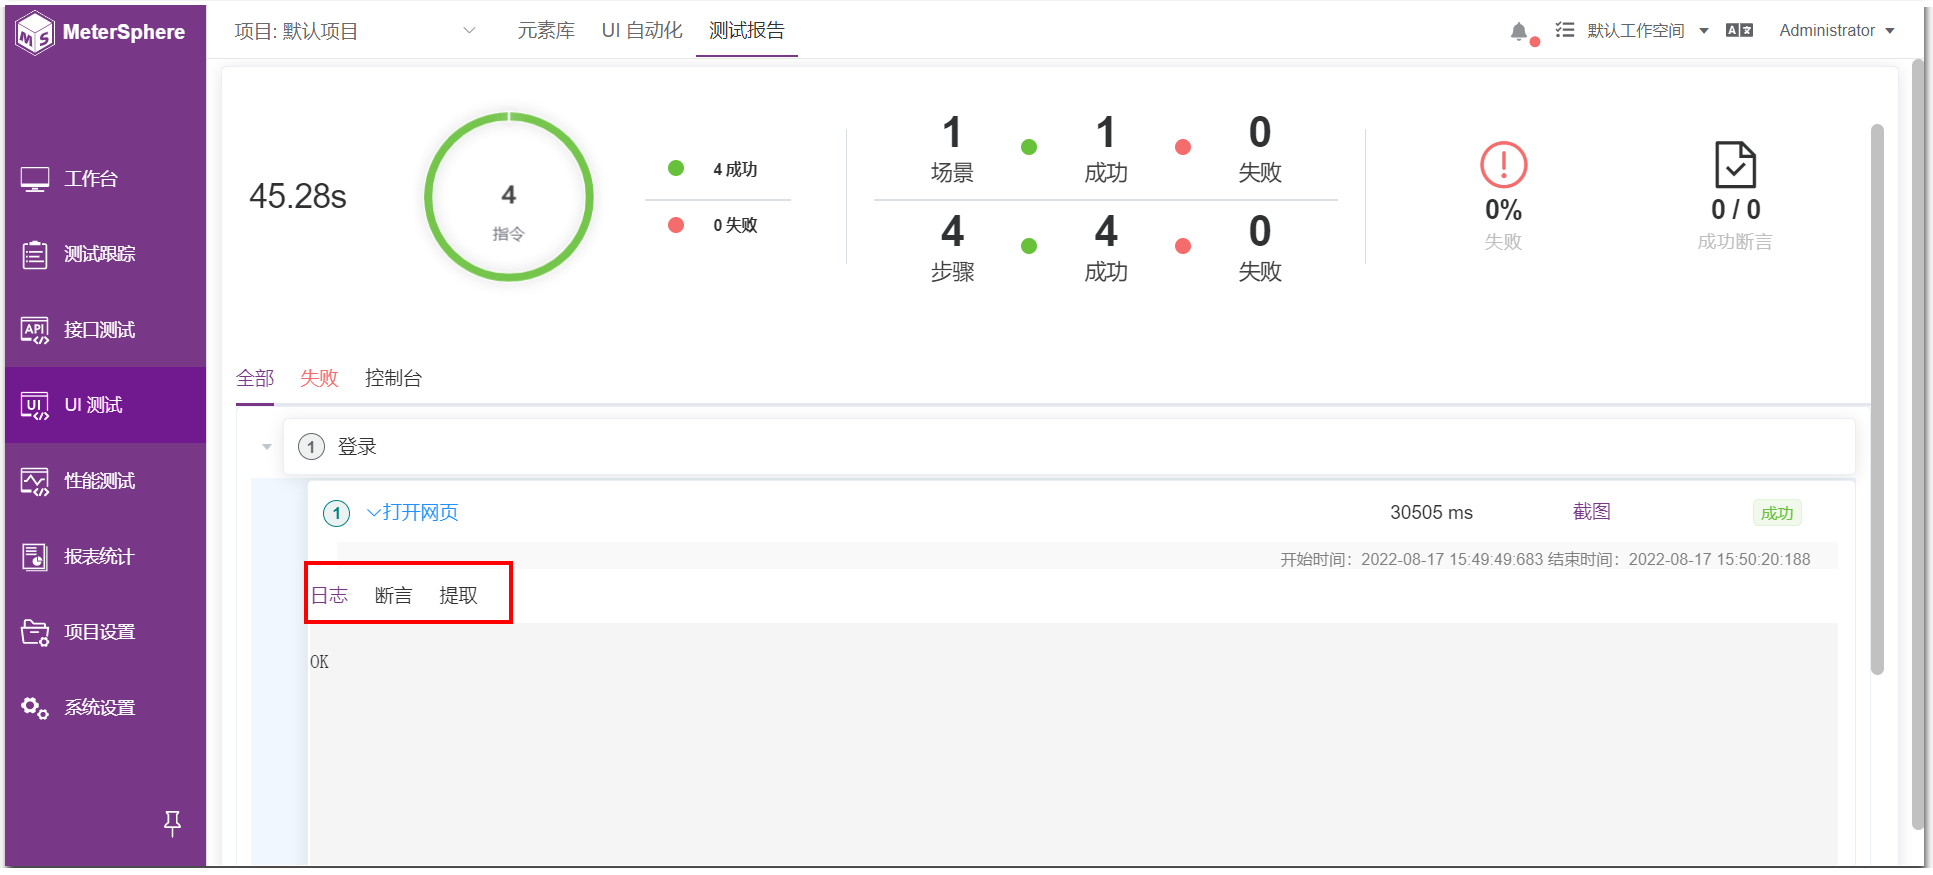 MeterSphere
项目: 默认项目
元素库
UI 自动化
测试报告
默认工作空间
Administrator
工作台
测试跟踪
接口测试
UI 测试
性能测试
报表统计
项目设置
系统设置
45.28s
4
指令
4 成功
0 失败
1
场景
1
成功
0
失败
4
步骤
4
成功
0
失败
0%
失败
0 / 0
成功断言
全部
失败
控制台
1 登录
1 打开网页
30505 ms
截图
成功
开始时间：2022-08-17 15:49:49:683 结束时间：2022-08-17 15:50:20:188
日志
断言
提取
OK